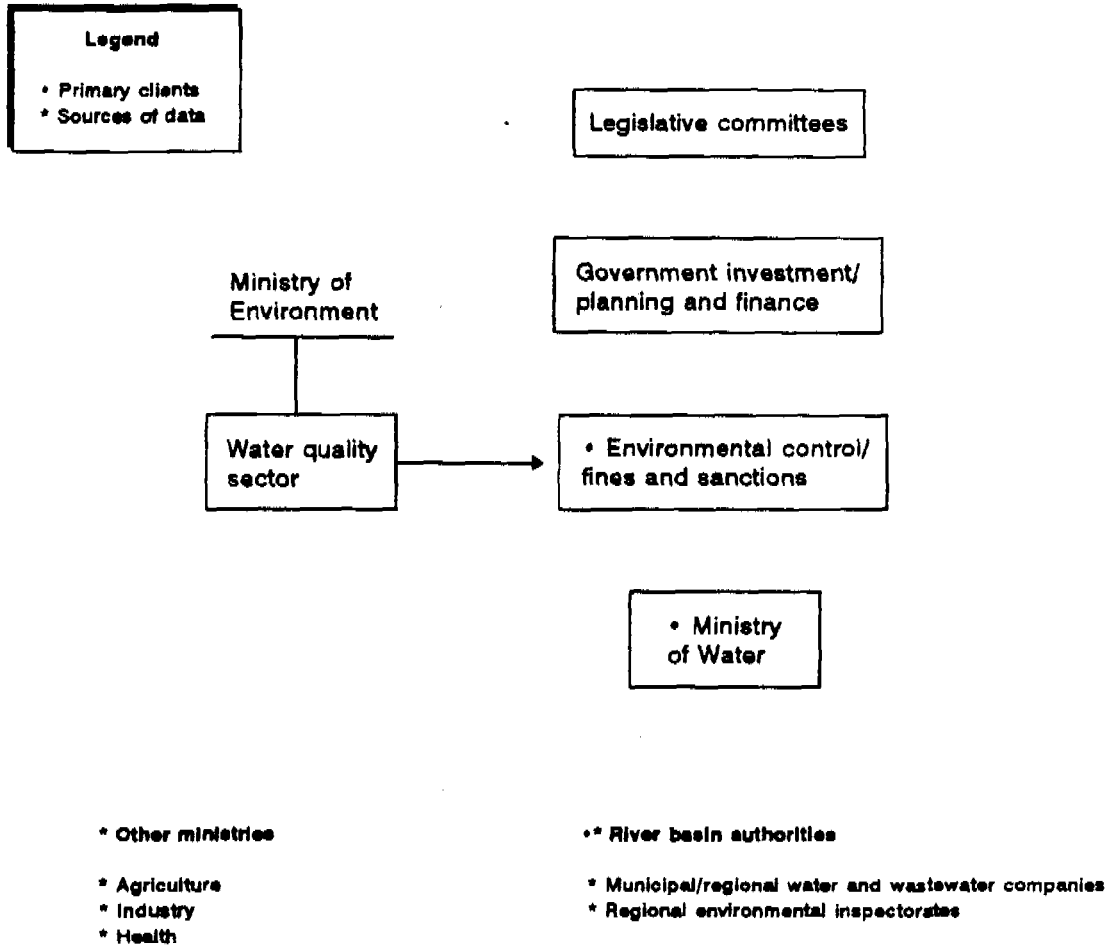 Legend
• Primary clients
* Sources of data
Legislative committees
Ministry of
Environment
Government investment/
planning and finance
Water quality
sector
• Environmental control/
fines and sanctions
• Ministry
of Water
* Other ministries
* Agriculture
* Industry
* Health
•* River basin authorities
* Municipal/regional water and wastewater companies
* Regional environmental inspectorates